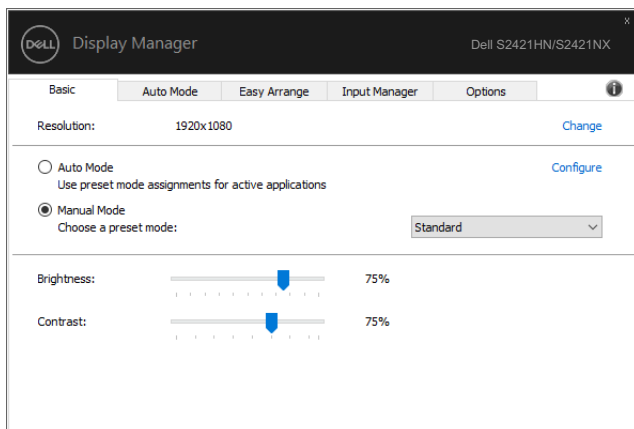 x
DELL Display Manager Dell S2421HN/S2421NX
Basic Auto Mode Easy Arrange Input Manager Options i
Resolution: 1920x1080 Change
Auto Mode Configure
Use preset mode assignments for active applications
Manual Mode
Choose a preset mode: Standard
Brightness: 75%
Contrast: 75%